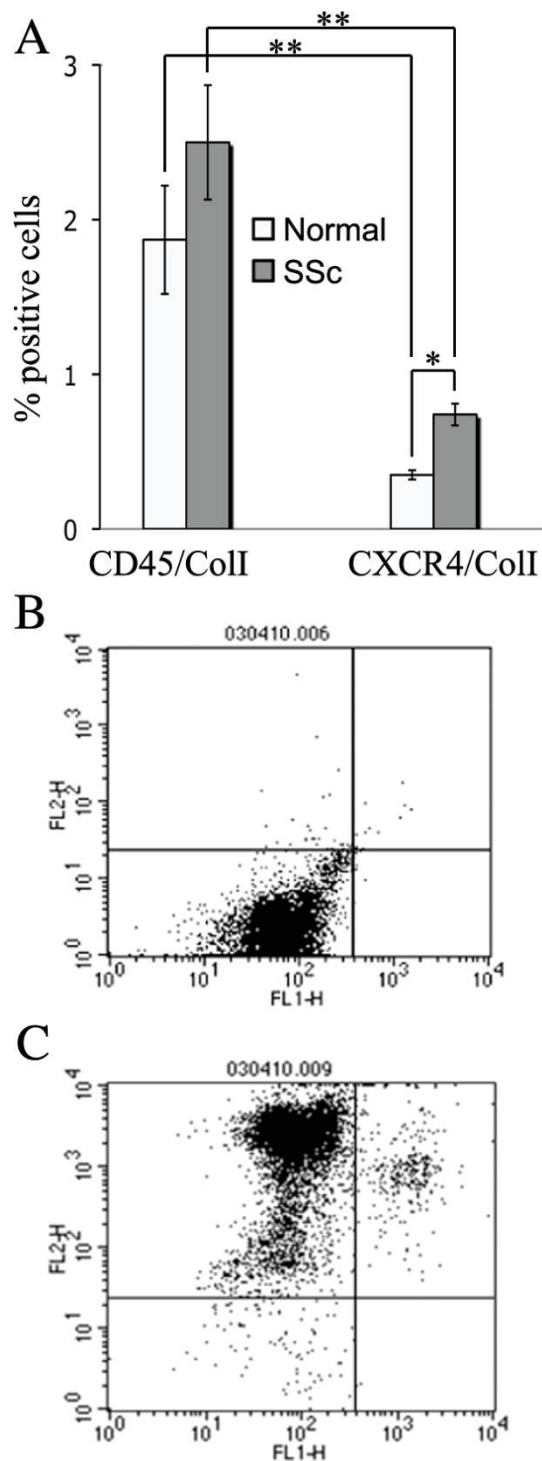 A
**
**
3
2
1
0
% positive cells
Normal
SSc
*
CD45/ColI
CXCR4/ColI
B
030410.006
10^4
10^3
10^2
10^1
10^0
FL2-H
10^0 10^1 10^2 10^3 10^4
FL1-H
C
030410.009
10^4
10^3
10^2
10^1
10^0
FL2-H
10^0 10^1 10^2 10^3 10^4
FL1-H